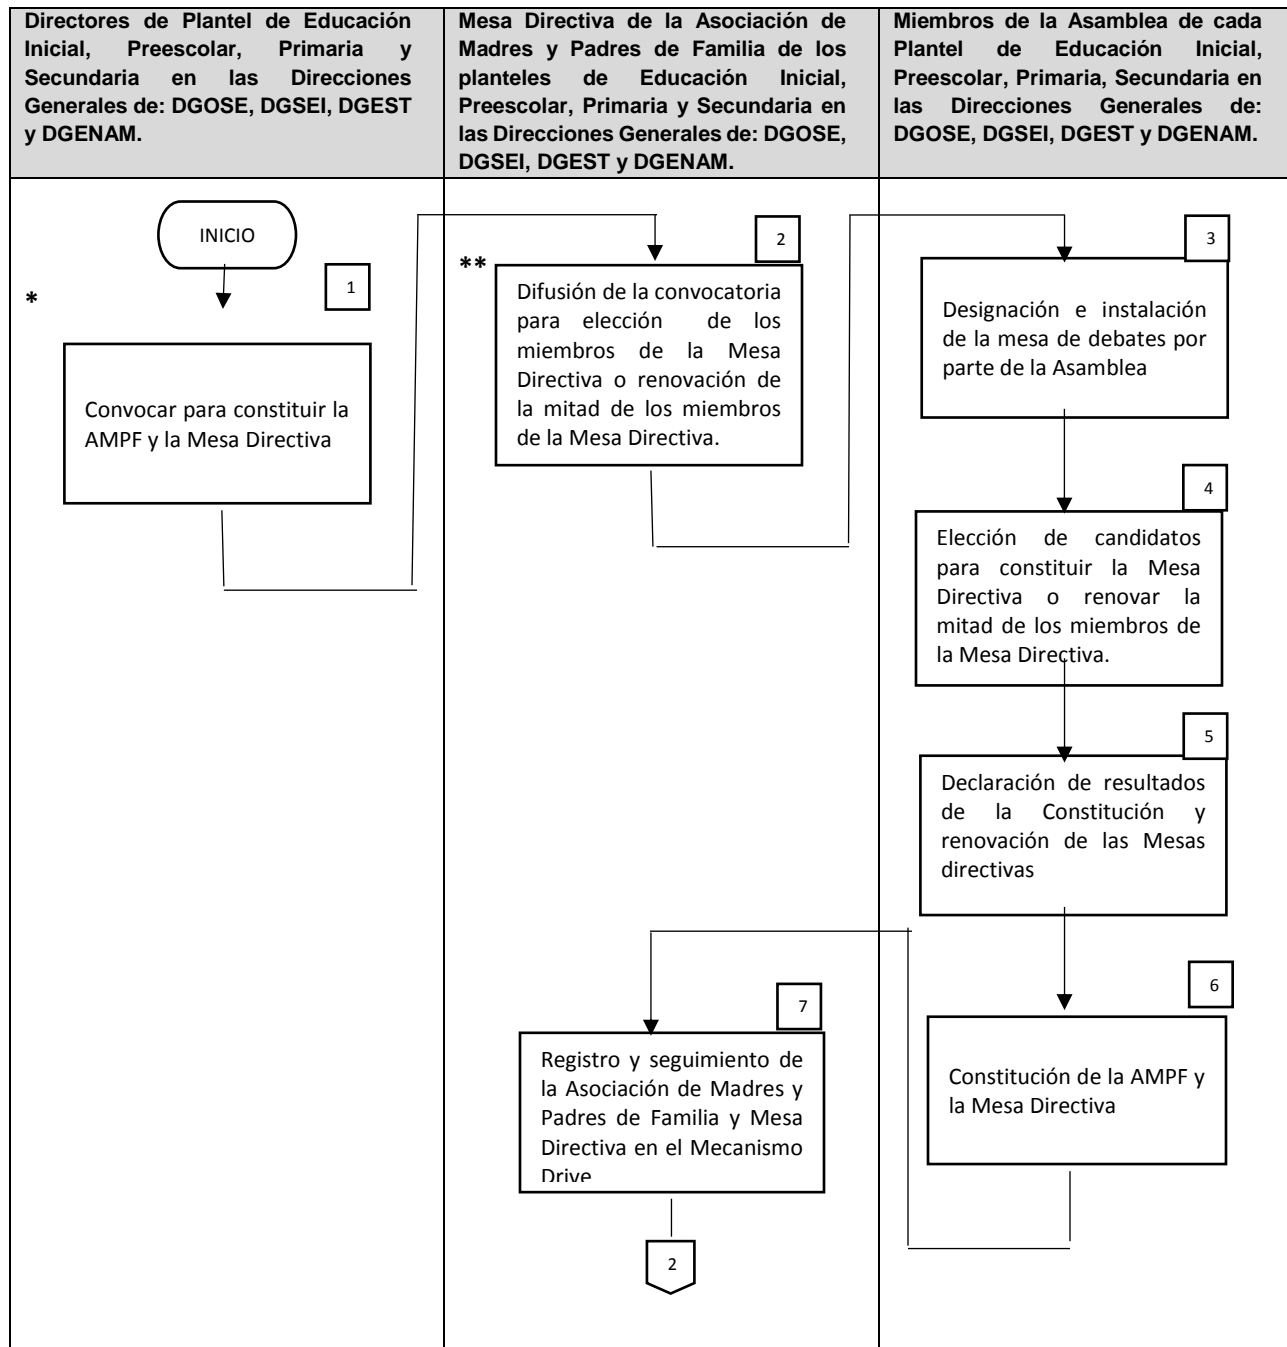 Directores de Plantel de Educación
Inicial, Preescolar, Primaria y
Secundaria en las Direcciones
Generales de: DGOSE, DGSEI, DGEST
y DGENAM.
Mesa Directiva de la Asociación de
Madres y Padres de Familia de los
planteles de Educación Inicial,
Preescolar, Primaria y Secundaria en
las Direcciones Generales de: DGOSE,
DGSEI, DGEST y DGENAM.
Miembros de la Asamblea de cada
Plantel de Educación Inicial,
Preescolar, Primaria, Secundaria en
las Direcciones Generales de:
DGOSE, DGSEI, DGEST y DGENAM.
INICIO
1
*
Convocar para constituir la
AMPF y la Mesa Directiva
2
**
Difusión de la convocatoria
para elección de los
miembros de la Mesa
Directiva o renovación de
la mitad de los miembros
de la Mesa Directiva.
3
Designación e instalación
de la mesa de debates por
parte de la Asamblea
4
Elección de candidatos
para constituir la Mesa
Directiva o renovar la
mitad de los miembros de
la Mesa Directiva.
5
Declaración de resultados
de la Constitución y
renovación de las Mesas
directivas
6
Constitución de la AMPF y
la Mesa Directiva
7
Registro y seguimiento de
la Asociación de Madres y
Padres de Familia y Mesa
Directiva en el Mecanismo
Drive
2